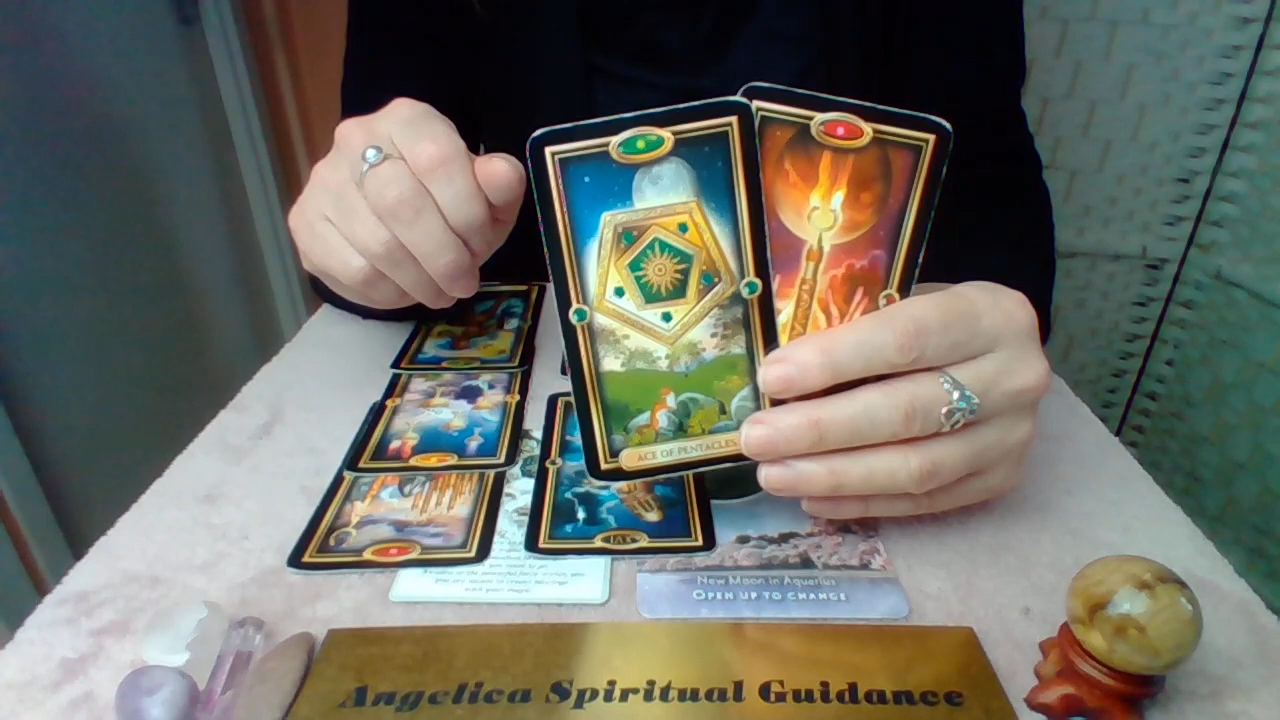 ACE OF PENTACLES
New Moon in Aquarius
OPEN UP TO CHANGE
Angelica Spiritual Guidance